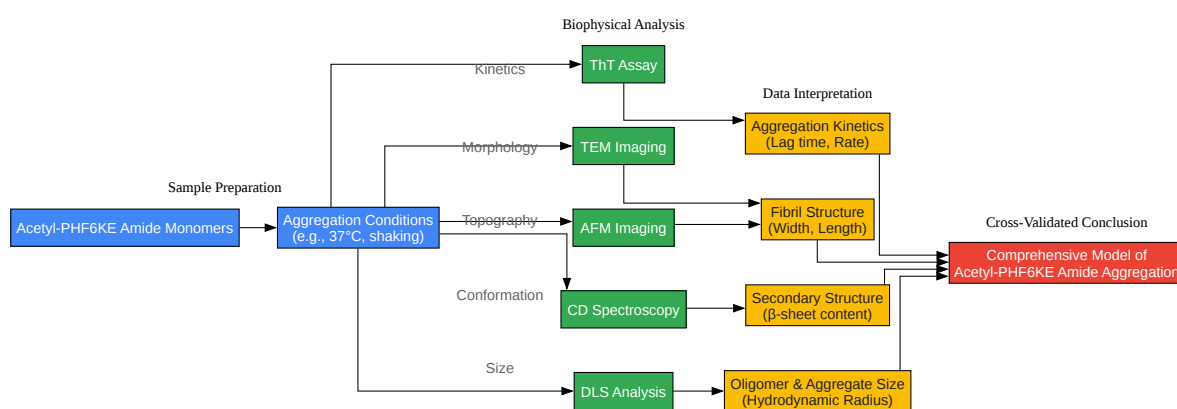 Biophysical Analysis
Kinetics
ThT Assay
Data Interpretation
Aggregation Kinetics
(Lag time, Rate)
Morphology
TEM Imaging
Sample Preparation
Acetyl-PHF6KE Amide Monomers
Aggregation Conditions
(e.g., 37°C, shaking)
Topography
AFM Imaging
Fibril Structure
(Width, Length)
Cross-Validated Conclusion
Comprehensive Model of
Acetyl-PHF6KE Amide Aggregation
Conformation
CD Spectroscopy
Secondary Structure
(β-sheet content)
Size
DLS Analysis
Oligomer & Aggregate Size
(Hydrodynamic Radius)